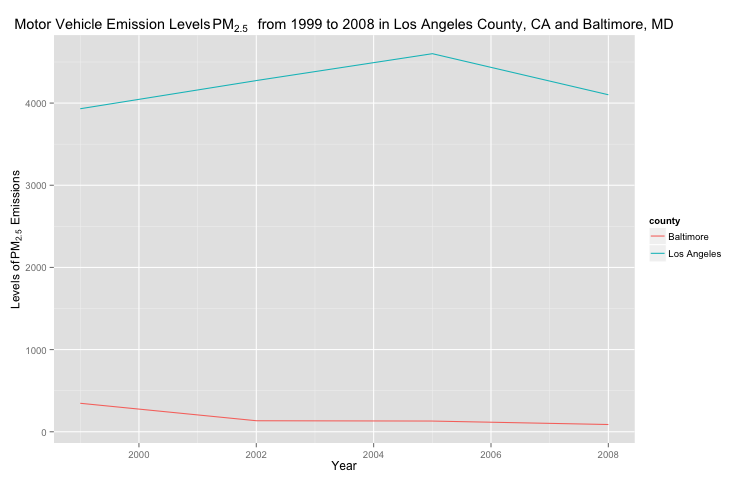 Motor Vehicle Emission Levels PM2.5 from 1999 to 2008 in Los Angeles County, CA and Baltimore, MD
Levels of PM2.5 Emissions
4000
3000
2000
1000
0
2000
2002
2004
2006
2008
Year
county
Baltimore
Los Angeles